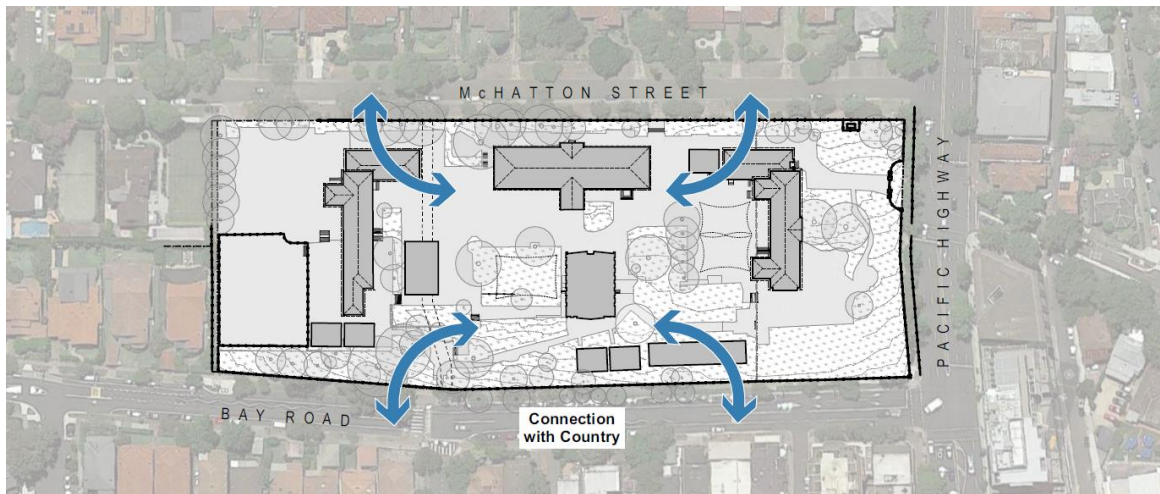 McHATTON STREET
PACIFIC HIGHWAY
BAY ROAD
Connection
with Country